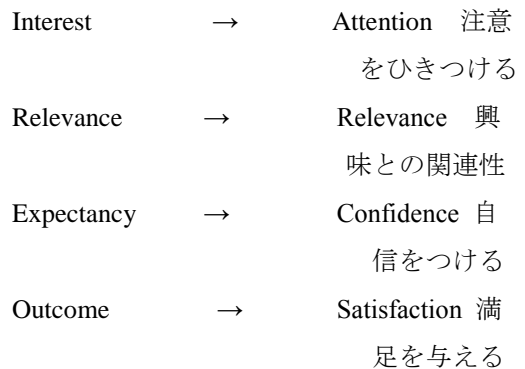 Interest → Attention 注意
をひきつける
Relevance → Relevance 興
味との関連性
Expectancy → Confidence 自
信をつける
Outcome → Satisfaction 満
足を与える